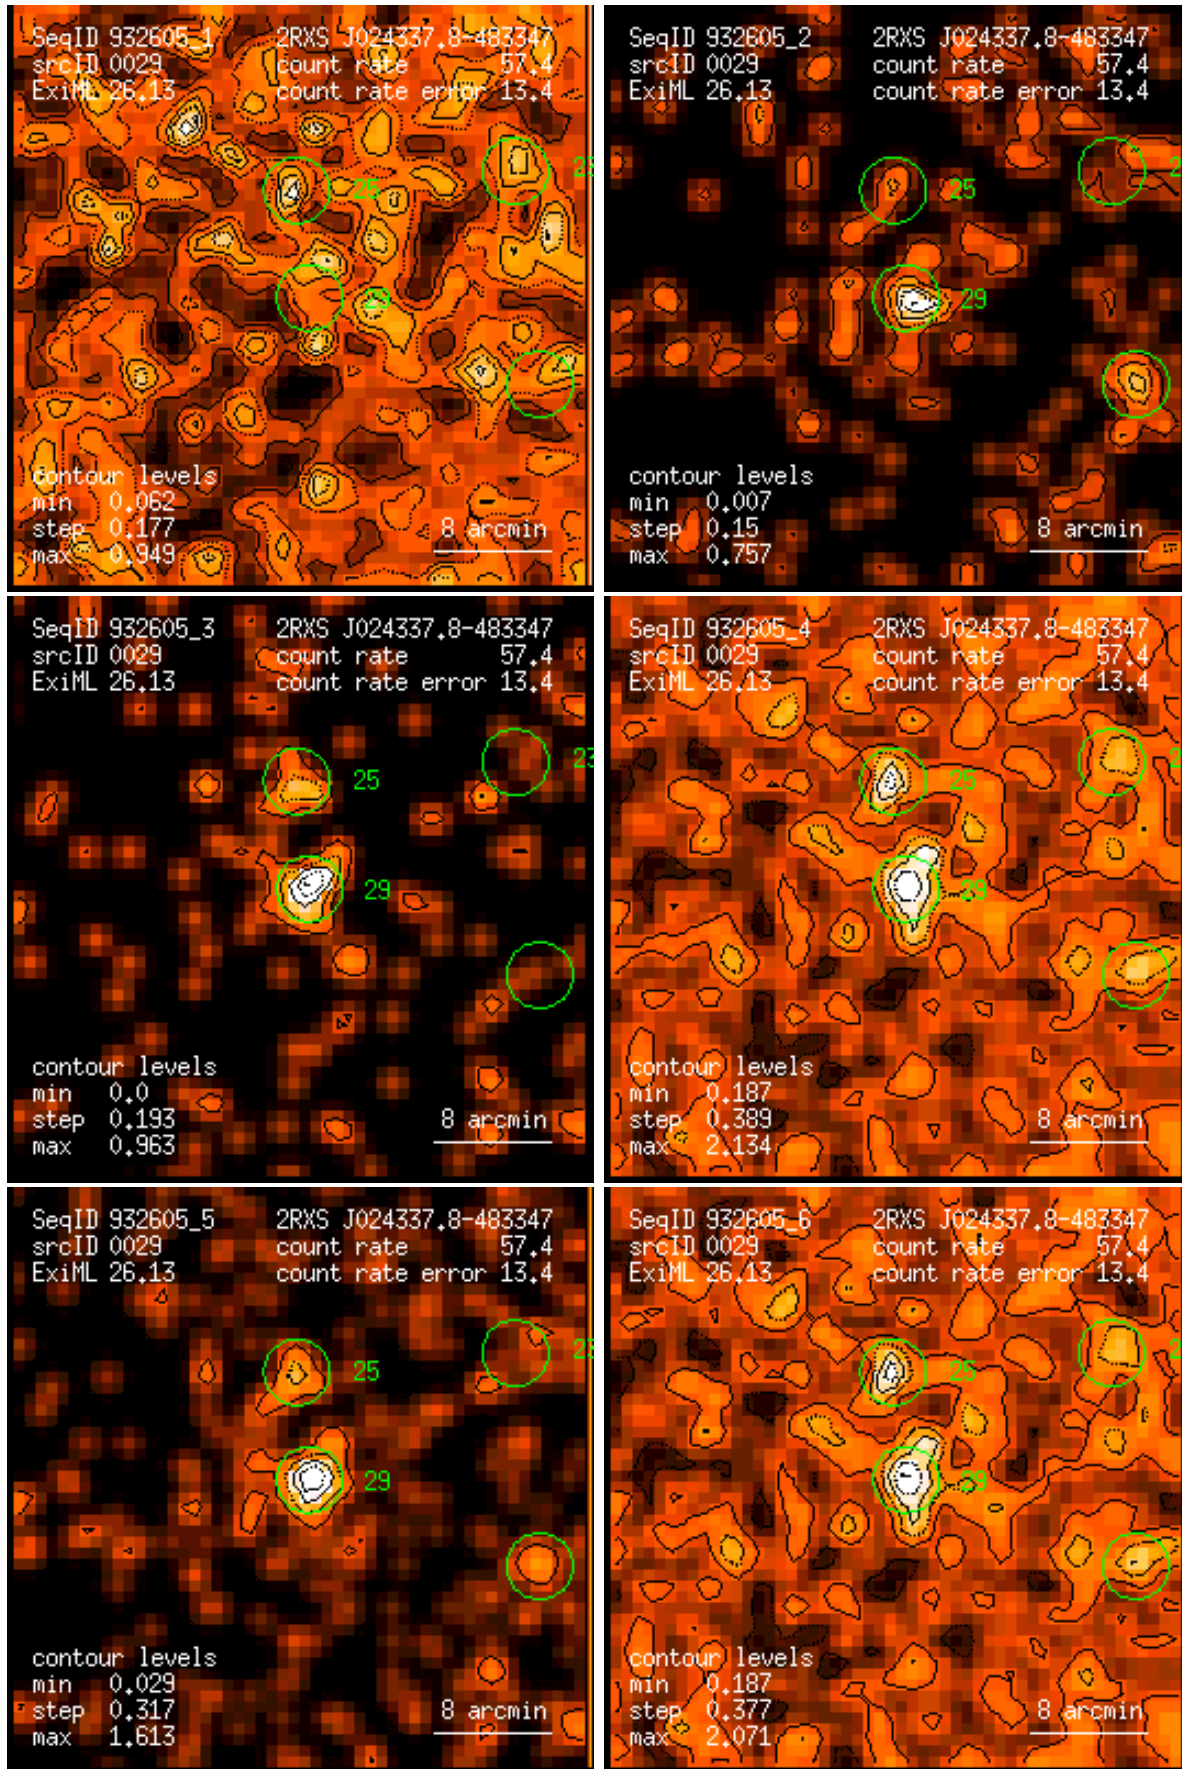 SeqID 932605_1 2RXS J024337.8-483347
srcID 0029 count rate 57.4
ExiML 26.13 count rate error 13.4
25
29
contour levels
min 0.062
step 0.177 8 arcmin
max 0.949
SeqID 932605_2 2RXS J024337.8-483347
srcID 0029 count rate 57.4
ExiML 26.13 count rate error 13.4
25
29
contour levels
min 0.007
step 0.15 8 arcmin
max 0.757
SeqID 932605_3 2RXS J024337.8-483347
srcID 0029 count rate 57.4
ExiML 26.13 count rate error 13.4
23
25
29
contour levels
min 0.0
step 0.193 8 arcmin
max 0.963
SeqID 932605_4 2RXS J024337.8-483347
srcID 0029 count rate 57.4
ExiML 26.13 count rate error 13.4
25
29
contour levels
min 0.187
step 0.389 8 arcmin
max 2.134
SeqID 932605_5 2RXS J024337.8-483347
srcID 0029 count rate 57.4
ExiML 26.13 count rate error 13.4
23
25
29
contour levels
min 0.029
step 0.317 8 arcmin
max 1.613
SeqID 932605_6 2RXS J024337.8-483347
srcID 0029 count rate 57.4
ExiML 26.13 count rate error 13.4
25
29
contour levels
min 0.187
step 0.377 8 arcmin
max 2.071